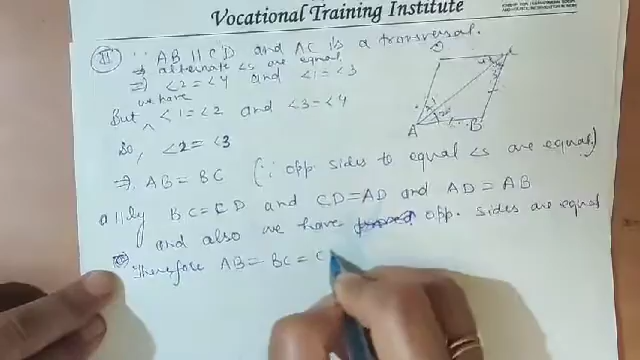 Vocational Training Institute
(II) ∵ AB || CD and AC is a transversal.
⇒ alternate ∠s are equal
⇒ ∠2 = ∠4 and ∠1 = ∠3
we have
But ^ ∠1 = ∠2 and ∠3 = ∠4
So, ∠2 = ∠3
⇒ AB = BC (∵ opp sides to equal ∠s are equal.)
a llly BC = CD and CD = AD and AD = AB
and also we have opp. sides are equal
Therefore AB = BC = C
A
B